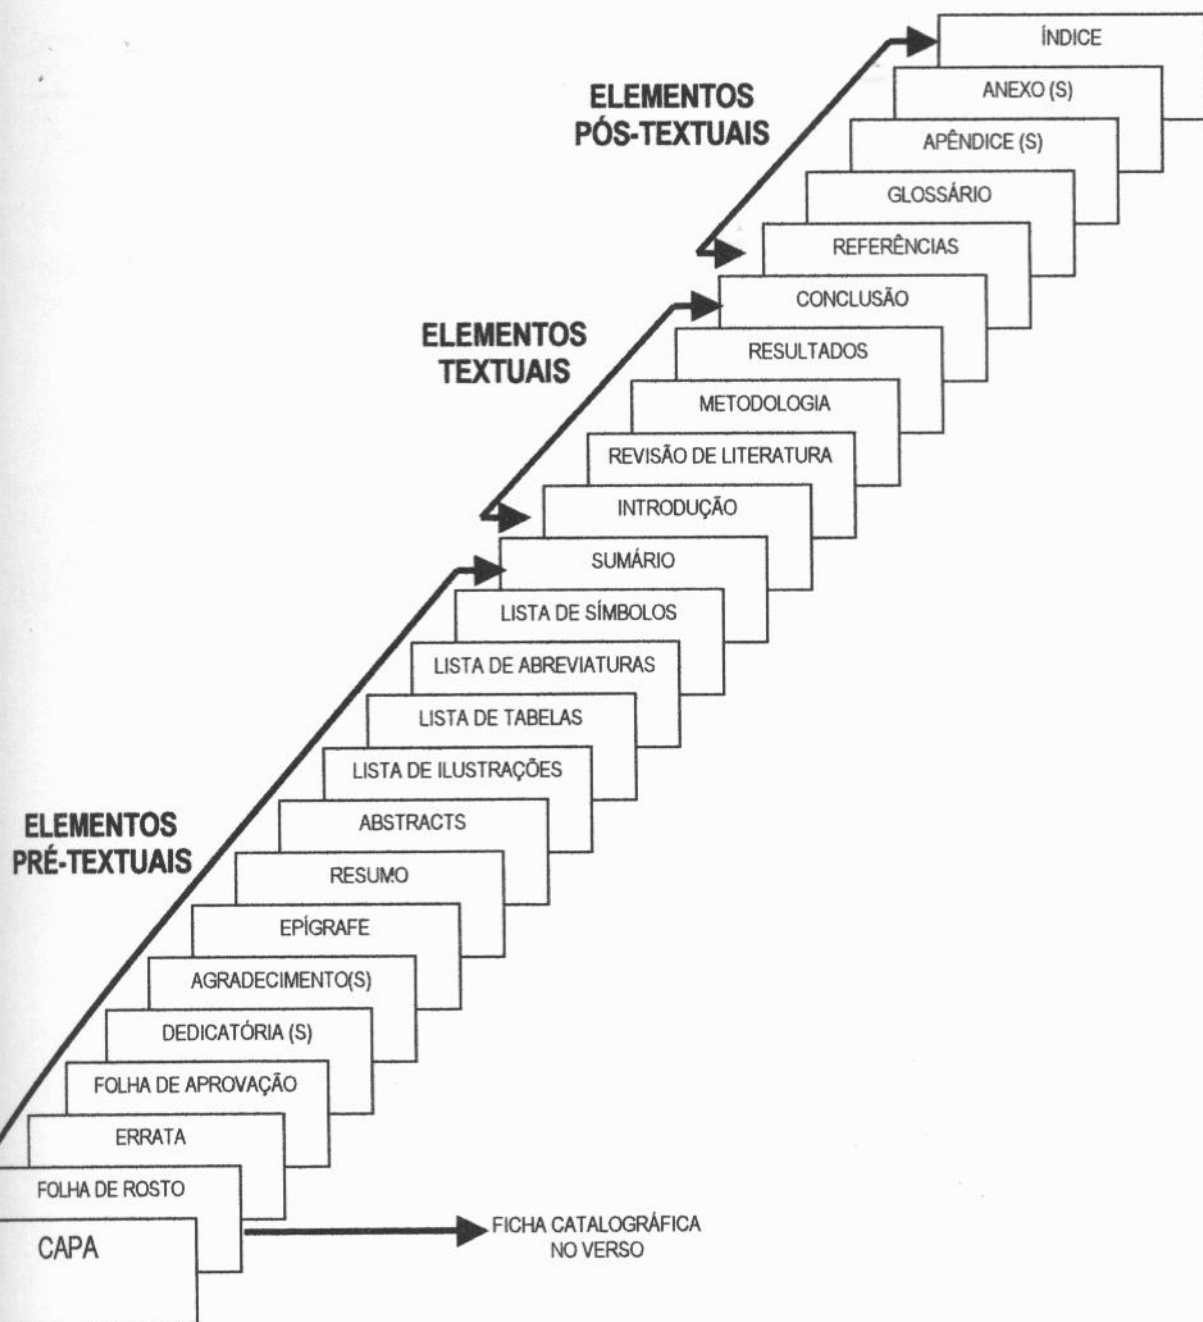 ÍNDICE
ANEXO (S)
APÊNDICE (S)
GLOSSÁRIO
REFERÊNCIAS
ELEMENTOS
PÓS-TEXTUAIS
CONCLUSÃO
RESULTADOS
METODOLOGIA
REVISÃO DE LITERATURA
INTRODUÇÃO
ELEMENTOS
TEXTUAIS
SUMÁRIO
LISTA DE SÍMBOLOS
LISTA DE ABREVIATURAS
LISTA DE TABELAS
LISTA DE ILUSTRAÇÕES
ABSTRACTS
RESUMO
EPÍGRAFE
AGRADECIMENTO(S)
DEDICATÓRIA (S)
FOLHA DE APROVAÇÃO
ERRATA
FOLHA DE ROSTO
CAPA
ELEMENTOS
PRÉ-TEXTUAIS
FICHA CATALOGRÁFICA
NO VERSO